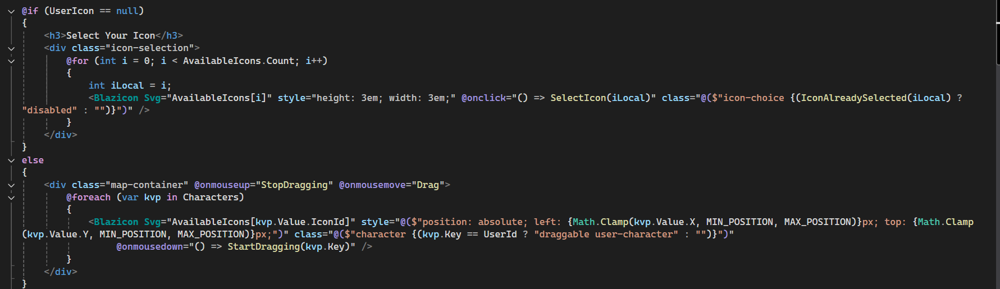 @if (UserIcon == null)
{
    <h3>Select Your Icon</h3>
    <div class="icon-selection">
        @for (int i = 0; i < AvailableIcons.Count; i++)
        {
            int iLocal = i;
            <Blazicon Svg="AvailableIcons[i]" style="height: 3em; width: 3em;" @onclick="() => SelectIcon(iLocal)" class="@($"icon-choice {(IconAlreadySelected(iLocal) ?
"disabled" : "")}")" />
        }
    </div>
}
else
{
    <div class="map-container" @onmouseup="StopDragging" @onmousemove="Drag">
        @foreach (var kvp in Characters)
        {
            <Blazicon Svg="AvailableIcons[kvp.Value.IconId]" style="@($"position: absolute; left: {Math.Clamp(kvp.Value.X, MIN_POSITION, MAX_POSITION)}px; top: {Math.Clamp
(kvp.Value.Y, MIN_POSITION, MAX_POSITION)}px;")" class="@($"character {(kvp.Key == UserId ? "draggable user-character" : "")}")"
                 @onmousedown="() => StartDragging(kvp.Key)" />
        }
    </div>
}